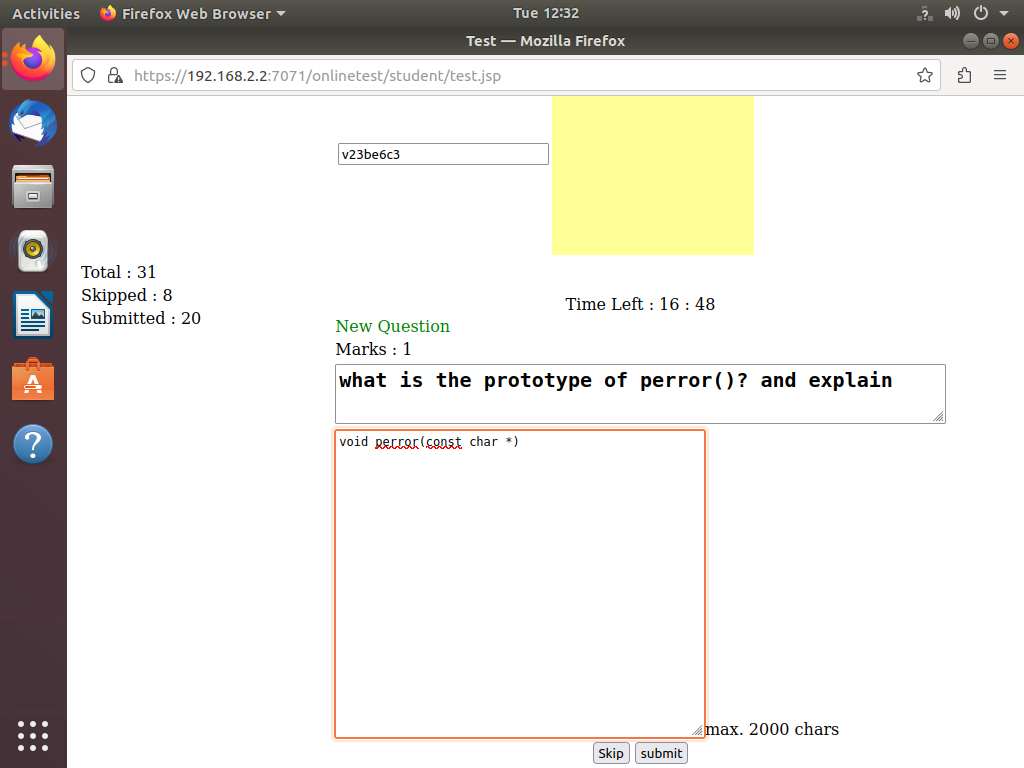 Activities Firefox Web Browser Tue 12:32
Test — Mozilla Firefox
https://192.168.2.2:7071/onlinetest/student/test.jsp
v23be6c3
Total : 31
Skipped : 8
Submitted : 20
Time Left : 16 : 48
New Question
Marks : 1
what is the prototype of perror()? and explain
void perror(const char *)
max. 2000 chars
Skip submit